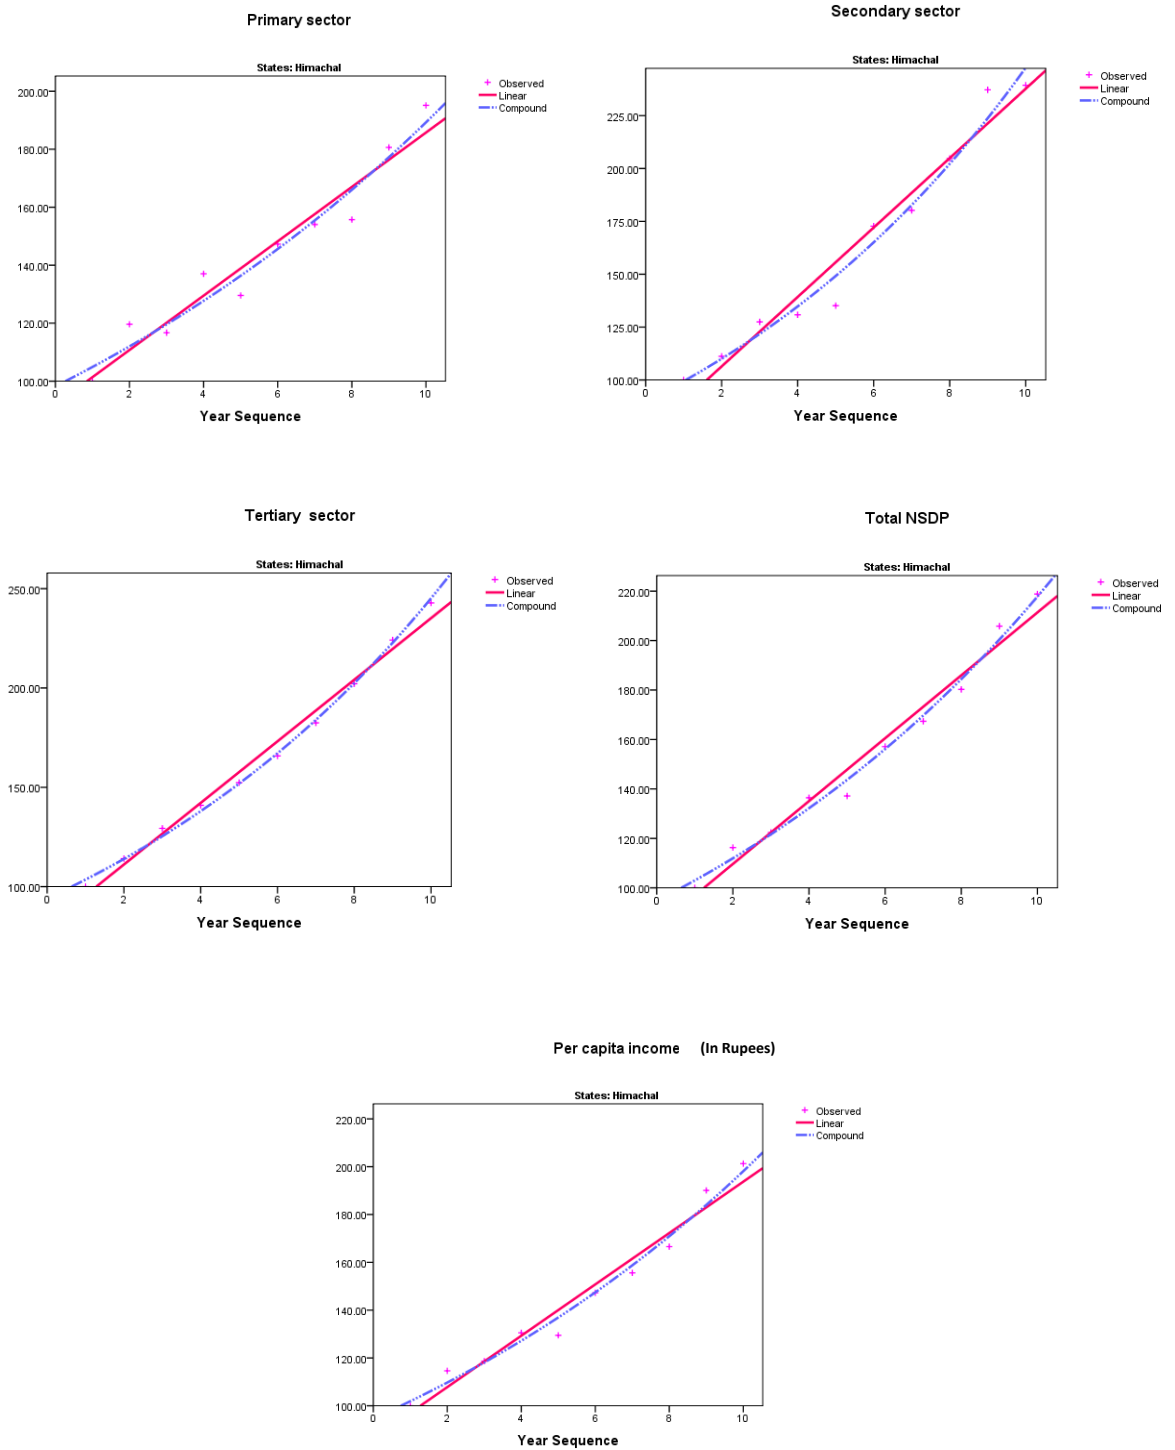 Primary sector
States: Himachal
Observed
Linear
Compound
200.00
180.00
160.00
140.00
120.00
100.00
0 2 4 6 8 10
Year Sequence
Secondary sector
States: Himachal
Observed
Linear
Compound
225.00
200.00
175.00
150.00
125.00
100.00
0 2 4 6 8 10
Year Sequence
Tertiary sector
States: Himachal
Observed
Linear
Compound
250.00
200.00
150.00
100.00
0 2 4 6 8 10
Year Sequence
Total NSDP
States: Himachal
Observed
Linear
Compound
220.00
200.00
180.00
160.00
140.00
120.00
100.00
0 2 4 6 8 10
Year Sequence
Per capita income (In Rupees)
States: Himachal
Observed
Linear
Compound
220.00
200.00
180.00
160.00
140.00
120.00
100.00
0 2 4 6 8 10
Year Sequence